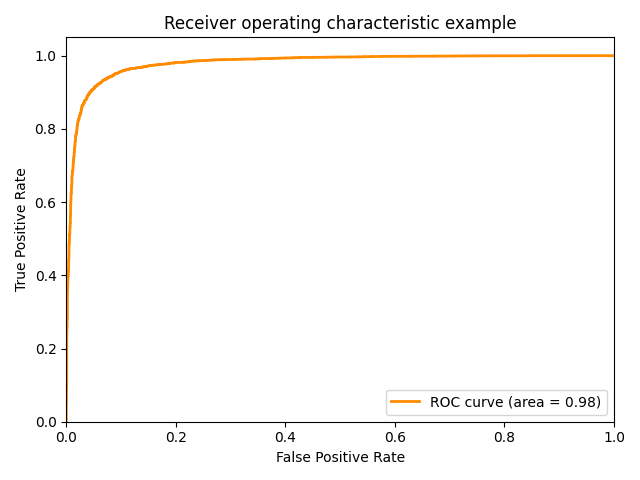 Receiver operating characteristic example
True Positive Rate
1.0
0.8
0.6
0.4
0.2
0.0
ROC curve (area = 0.98)
0.0 0.2 0.4 0.6 0.8 1.0
False Positive Rate